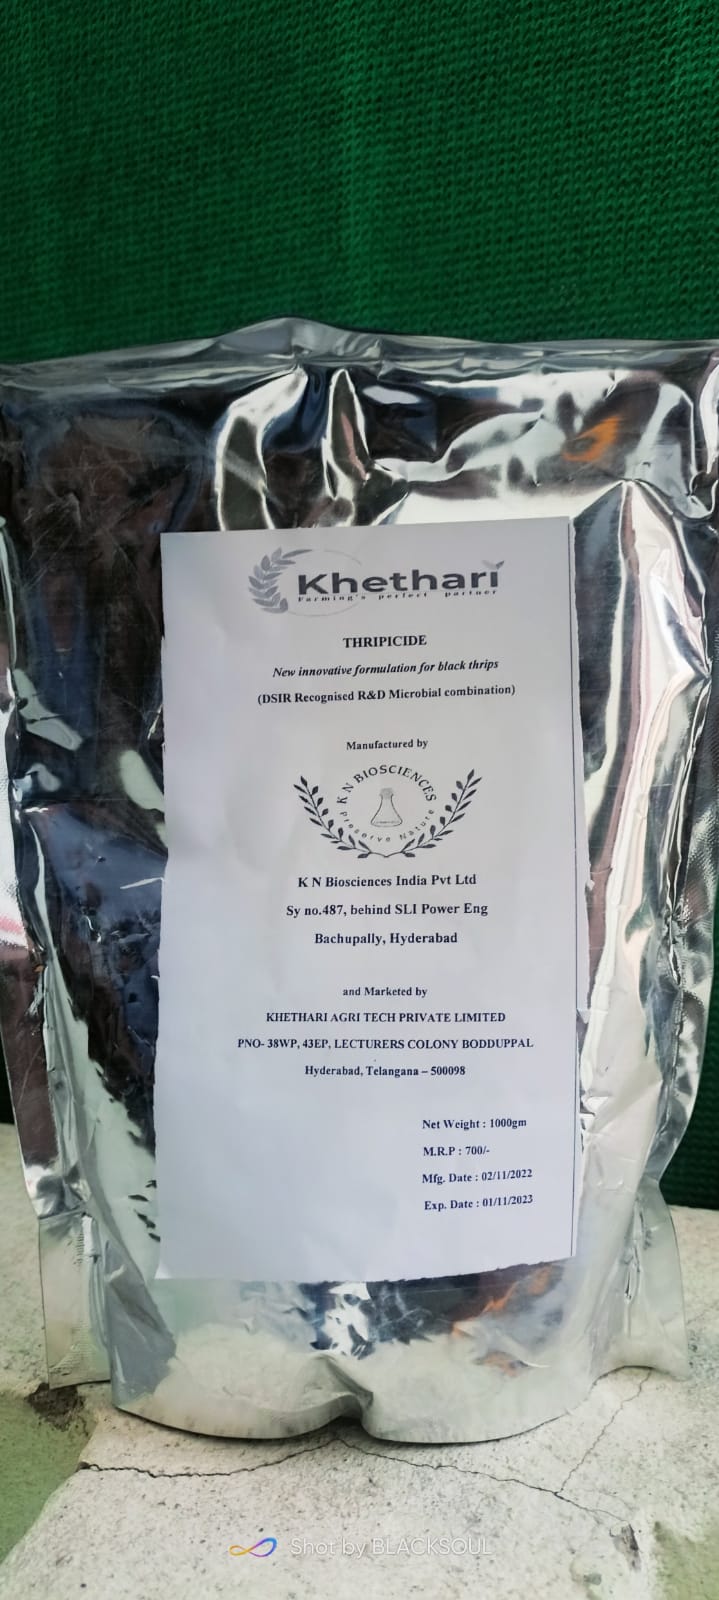 Khethari
Farming's perfect partner
THRIPICIDE
New innovative formulation for black thrips
(DSIR Recognised R&D Microbial combination)
Manufactured by
K N BIOSCIENCES
Preserve Nature
K N Biosciences India Pvt Ltd
Sy no.487, behind SLI Power Eng
Bachupally, Hyderabad
and Marketed by
KHETHARI AGRI TECH PRIVATE LIMITED
PNO- 38WP, 43EP, LECTURERS COLONY BODDUPPAL
Hyderabad, Telangana – 500098
Net Weight : 1000gm
M.R.P : 700/-
Mfg. Date : 02/11/2022
Exp. Date : 01/11/2023
Shot by BLACKSOUL